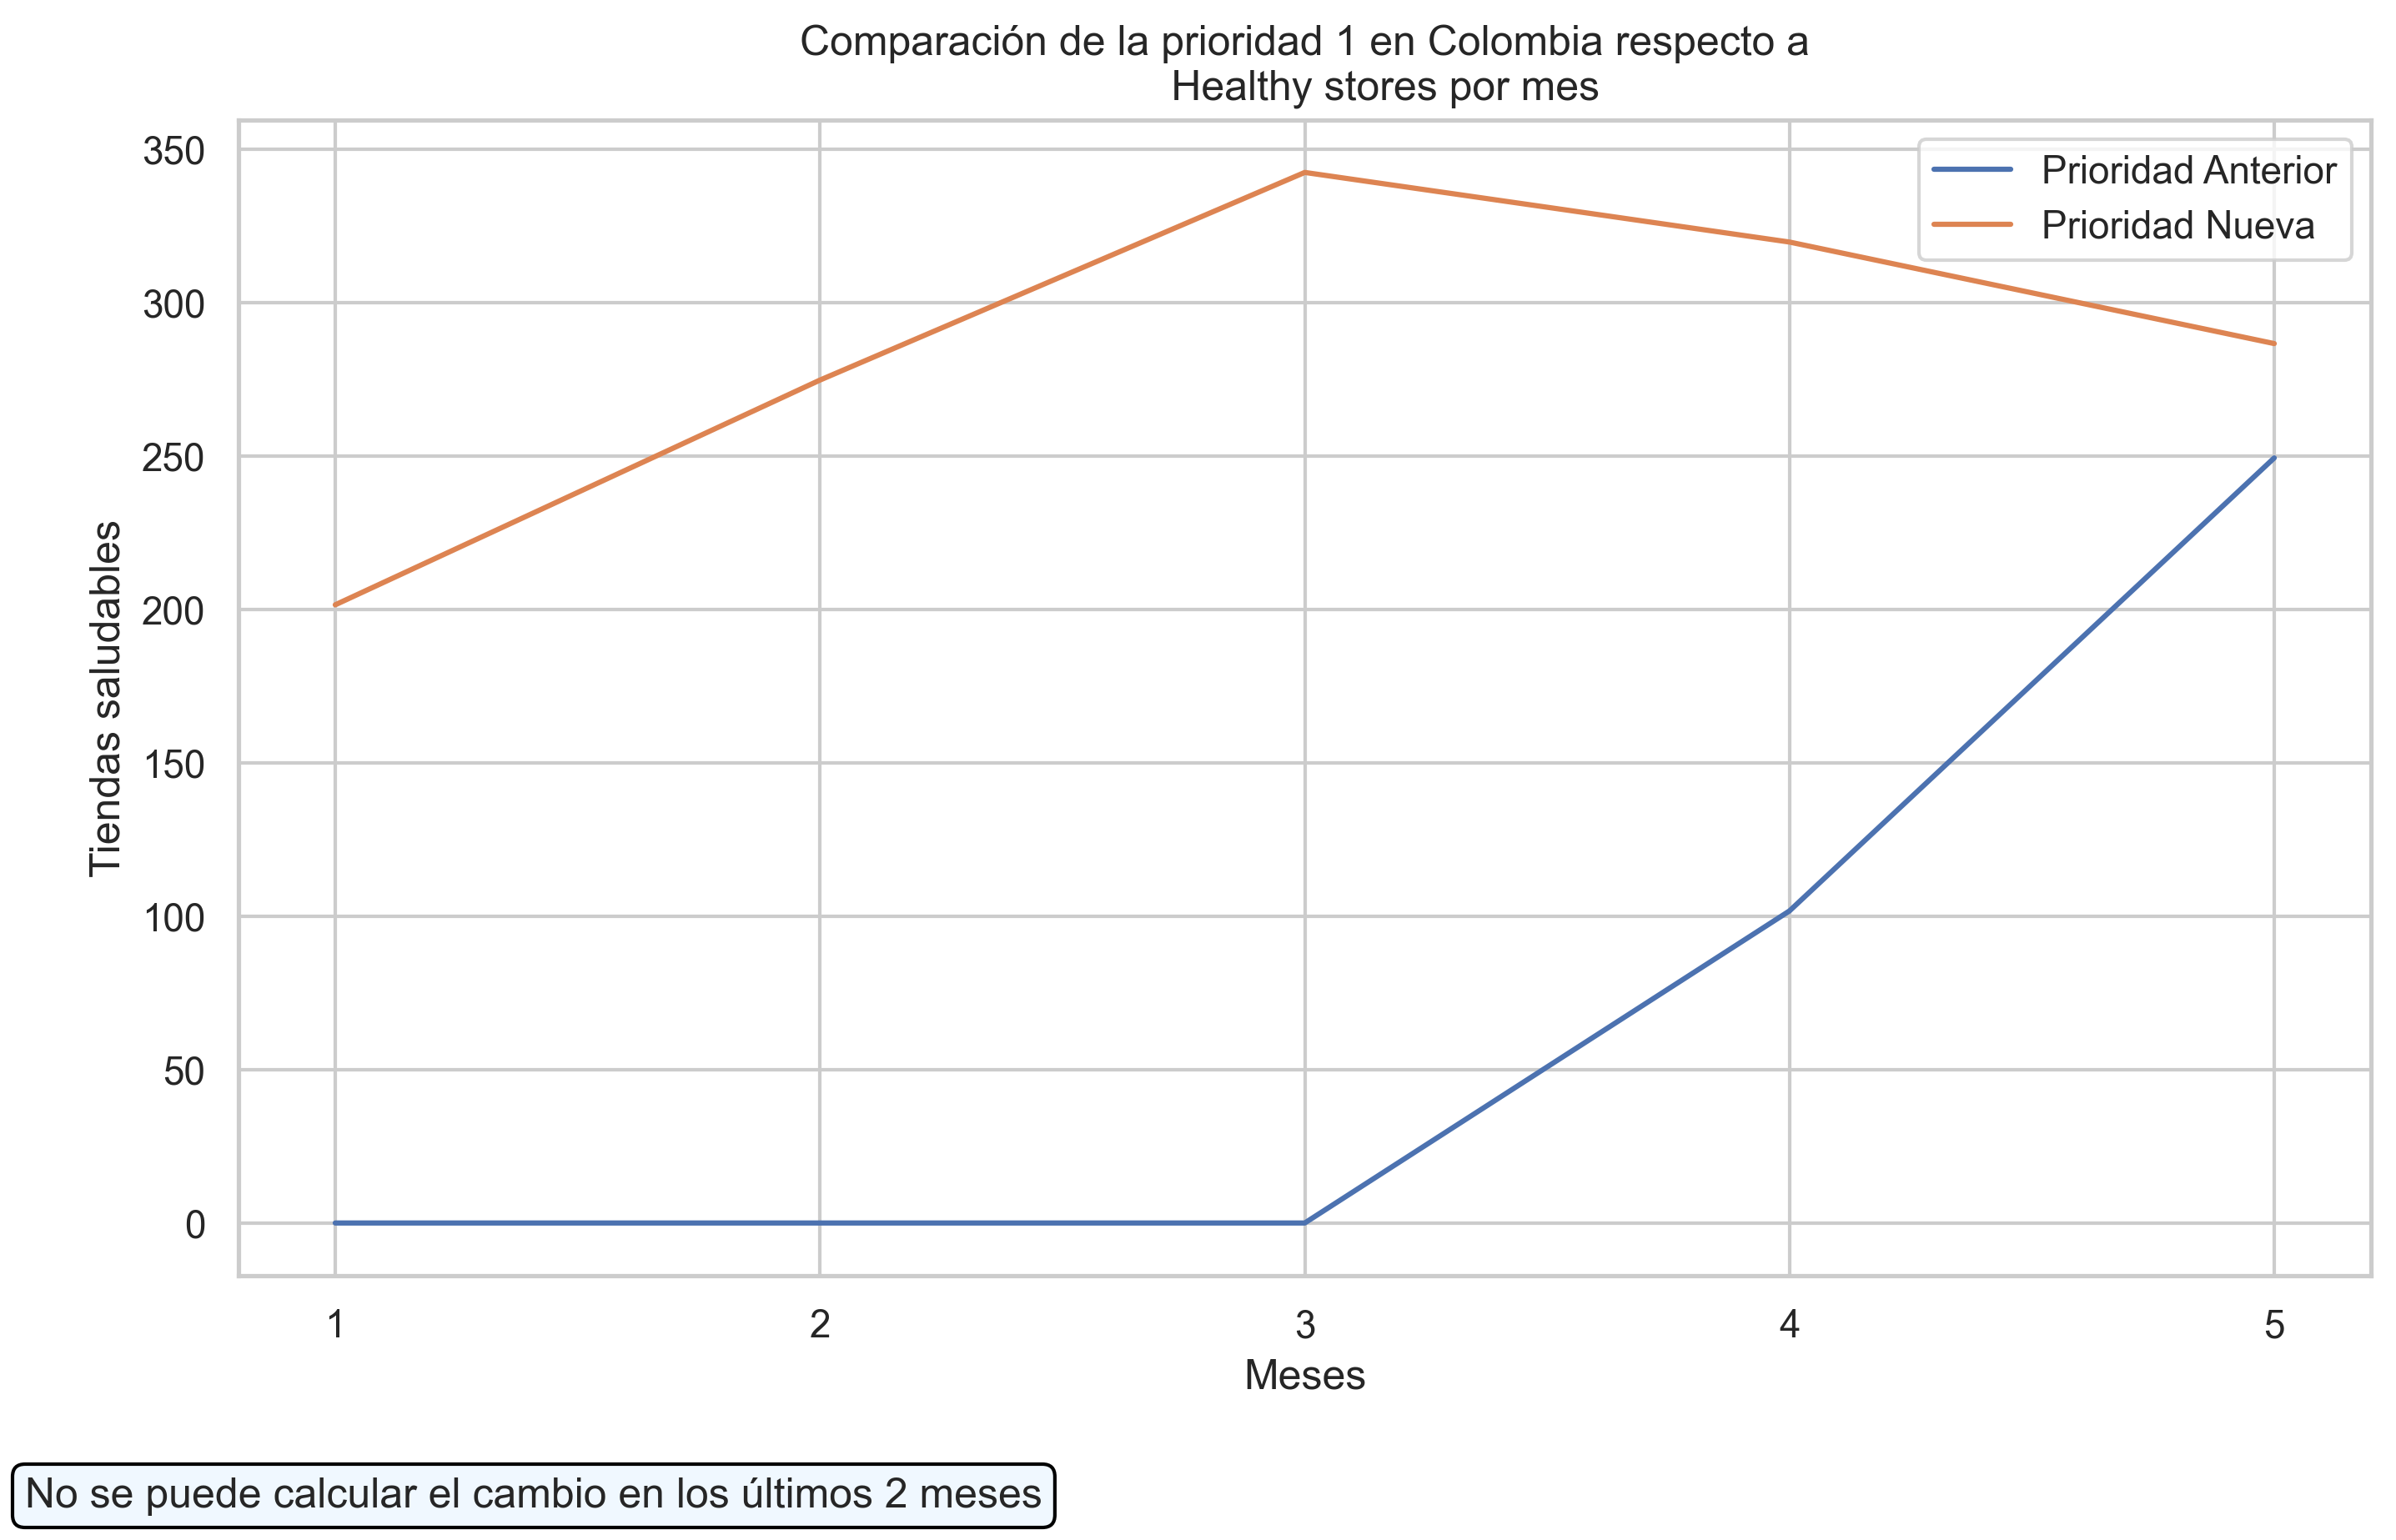 Comparación de la prioridad 1 en Colombia respecto a
Healthy stores por mes
Prioridad Anterior
Prioridad Nueva
Tiendas saludables
350
300
250
200
150
100
50
0
1 2 3 4 5
Meses
No se puede calcular el cambio en los últimos 2 meses